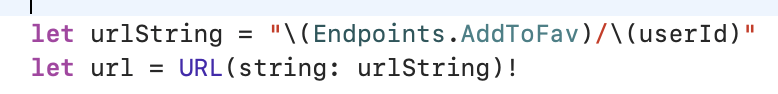 let urlString = "\(Endpoints.AddToFav)/\(userId)"
let url = URL(string: urlString)!